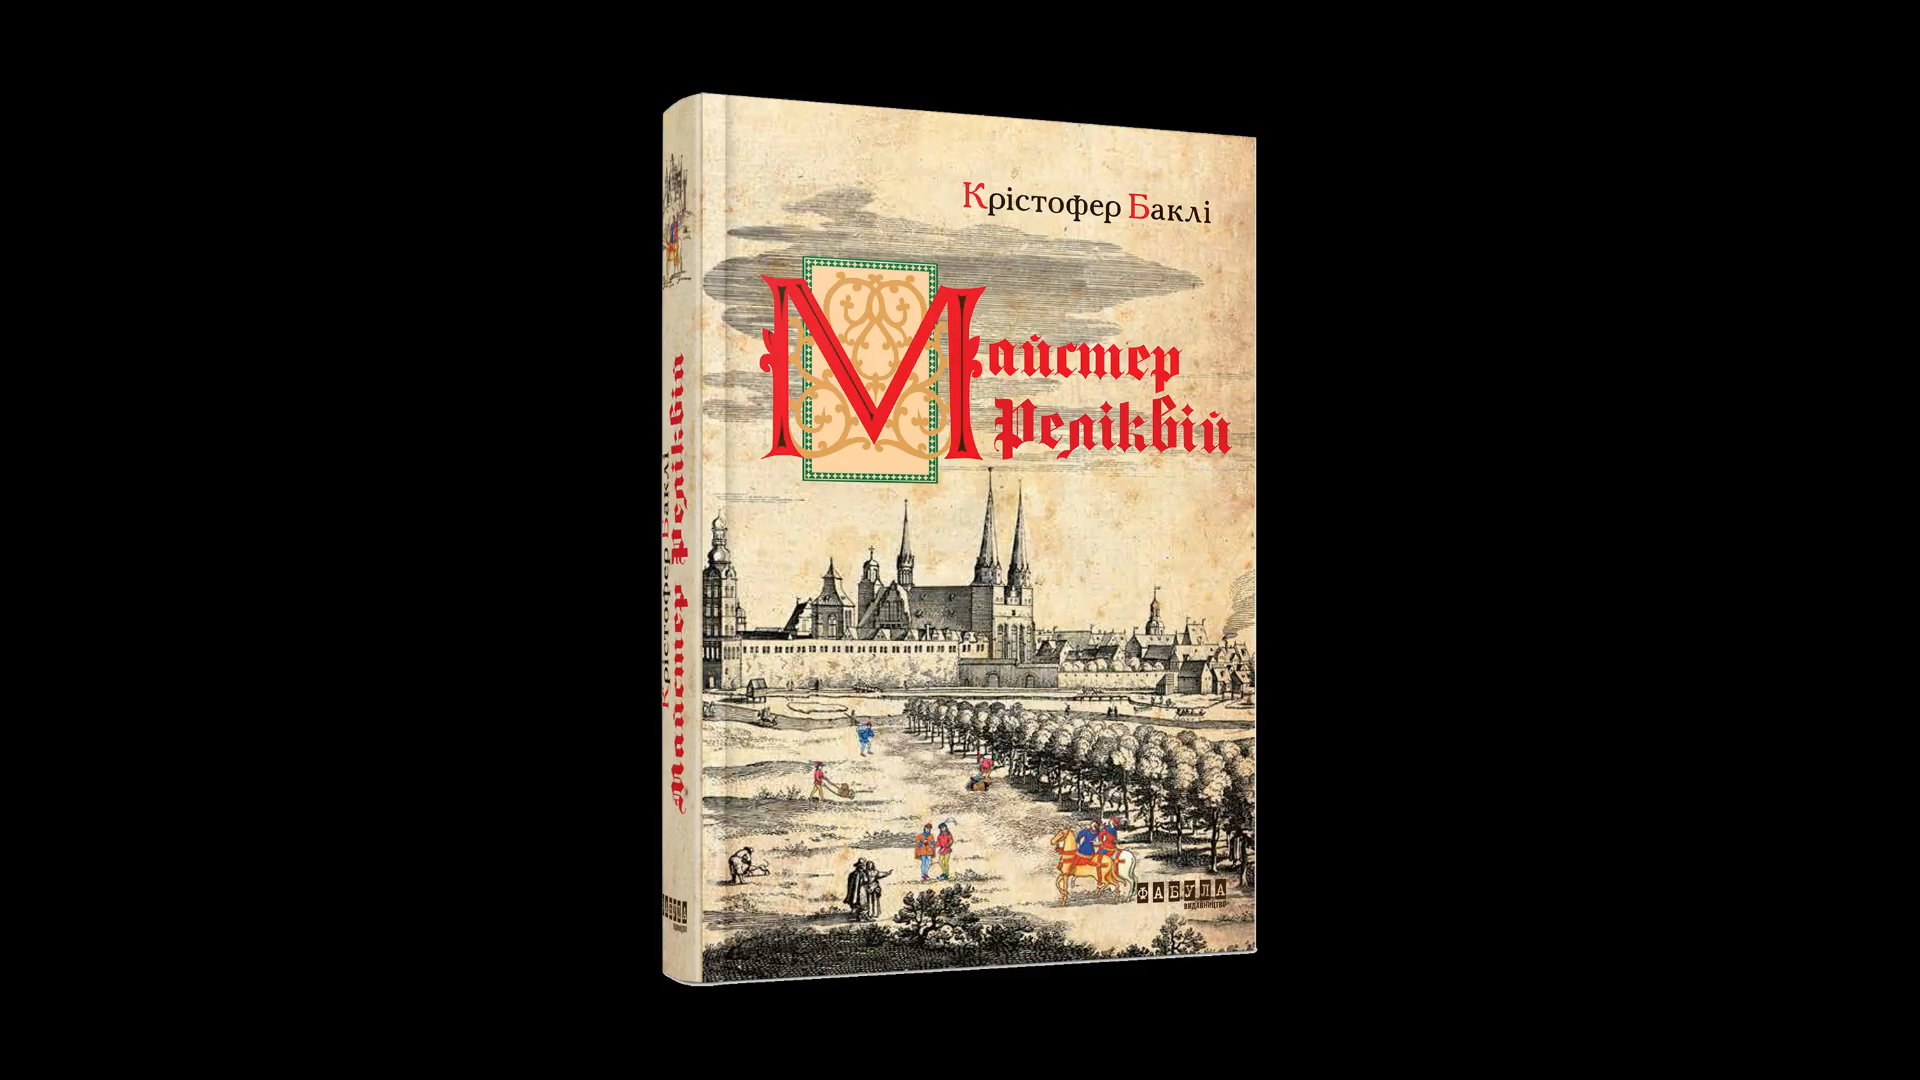 Крістофер Баклі
Майстер
Реліквій
ФАБУЛА
ВИДАВНИЦТВО
Крістофер Баклі
Майстер Реліквій